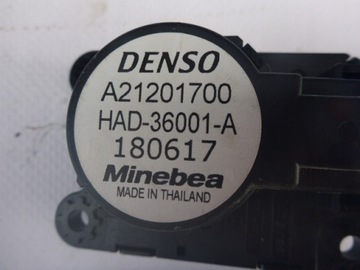 DENSO
A21201700
HAD-36001-A
180617
Minebea
MADE IN THAILAND